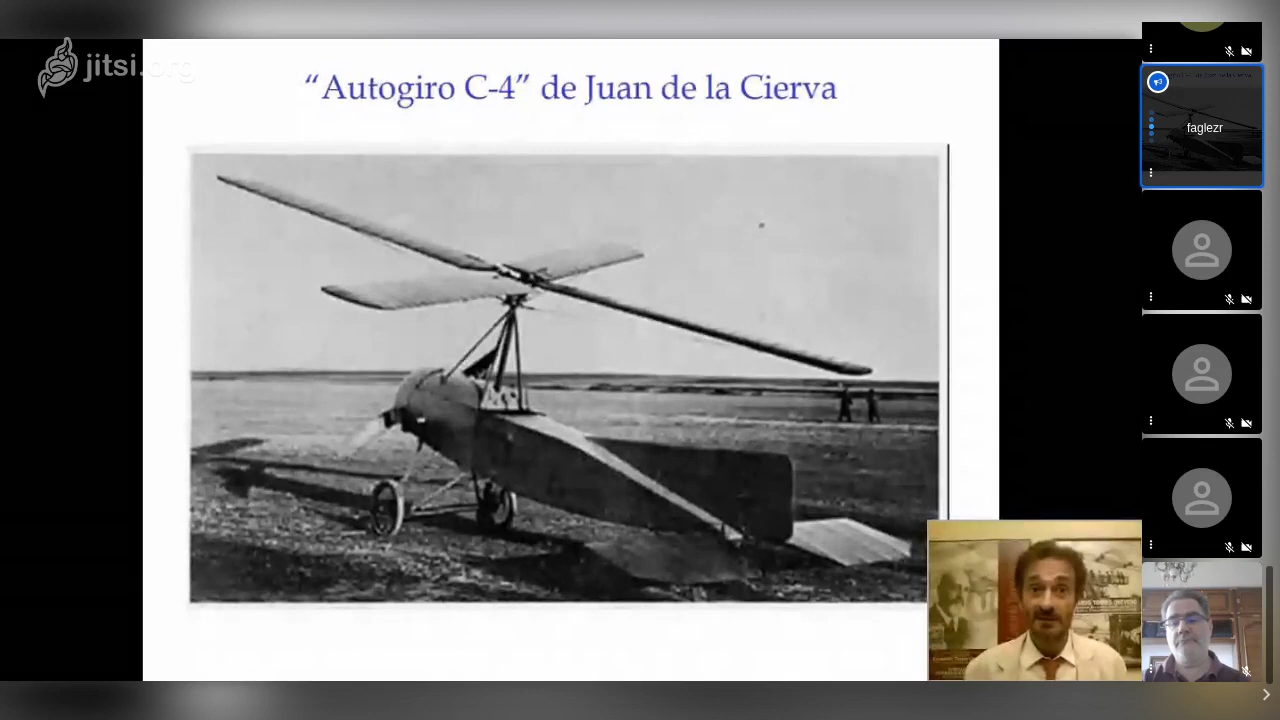 jitsi.org
“Autogiro C-4” de Juan de la Cierva
faglezr